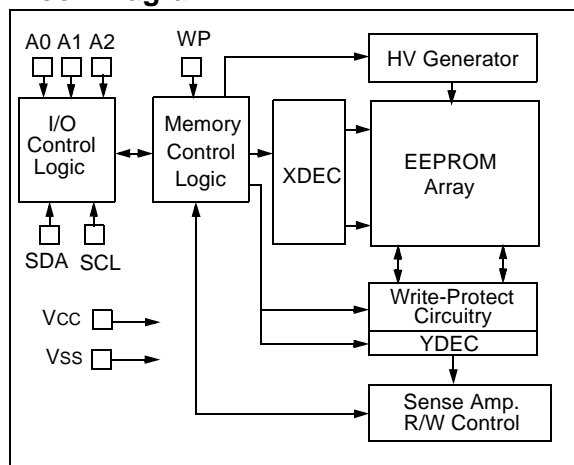 A0 A1 A2
WP
HV Generator
I/O
Control
Logic
Memory
Control
Logic
XDEC
EEPROM
Array
SDA
SCL
Write-Protect
Circuitry
YDEC
VCC
VSS
Sense Amp.
R/W Control